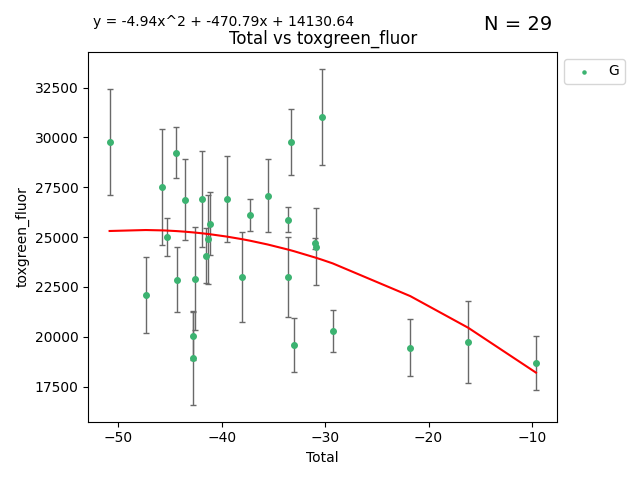 y = -4.94x^2 + -470.79x + 14130.64
N = 29
Total vs toxgreen_fluor
G
32500
30000
27500
25000
22500
20000
17500
toxgreen_fluor
−50
−40
−30
−20
−10
Total